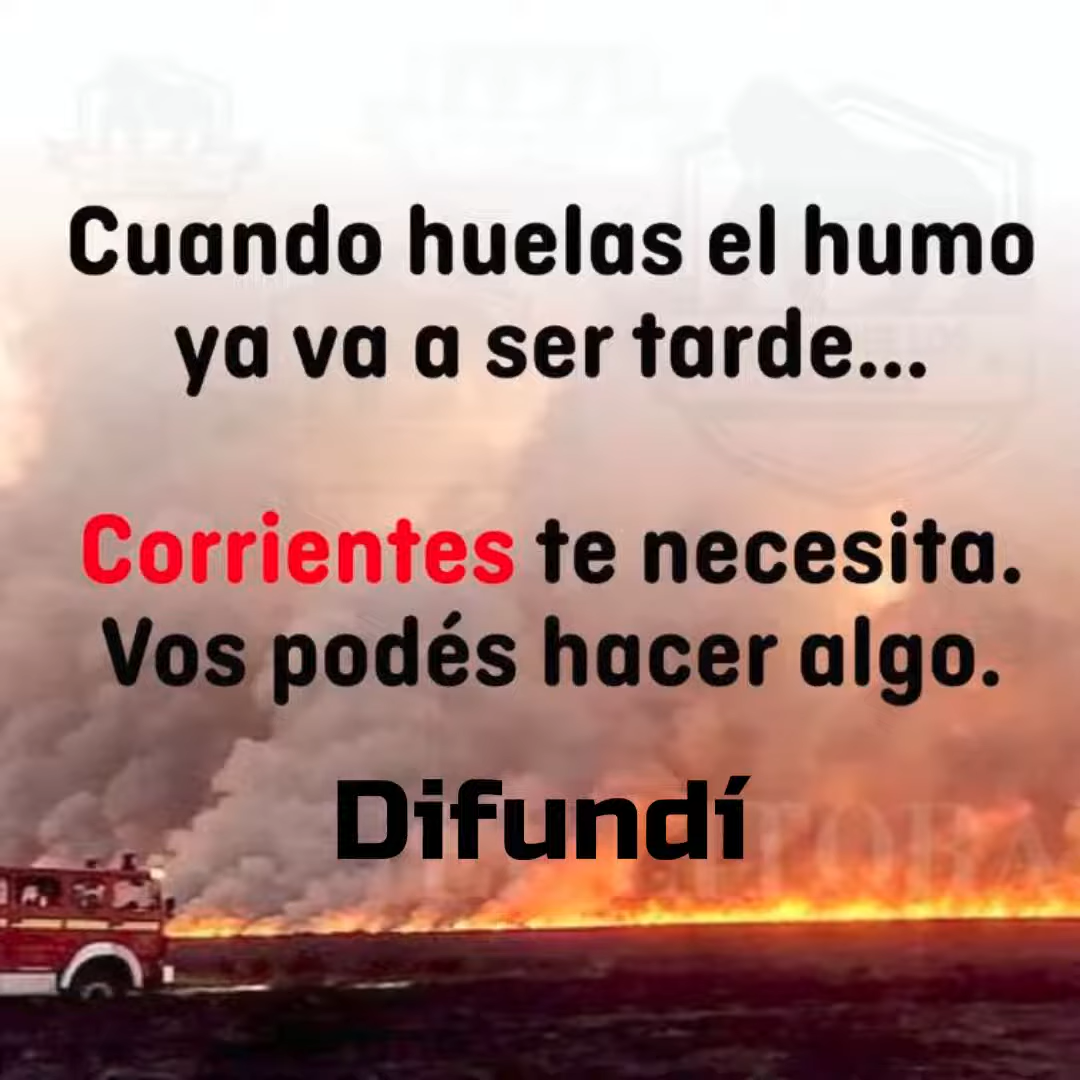 Cuando huelas el humo
ya va a ser tarde...
Corrientes te necesita.
Vos podés hacer algo.
Difundí